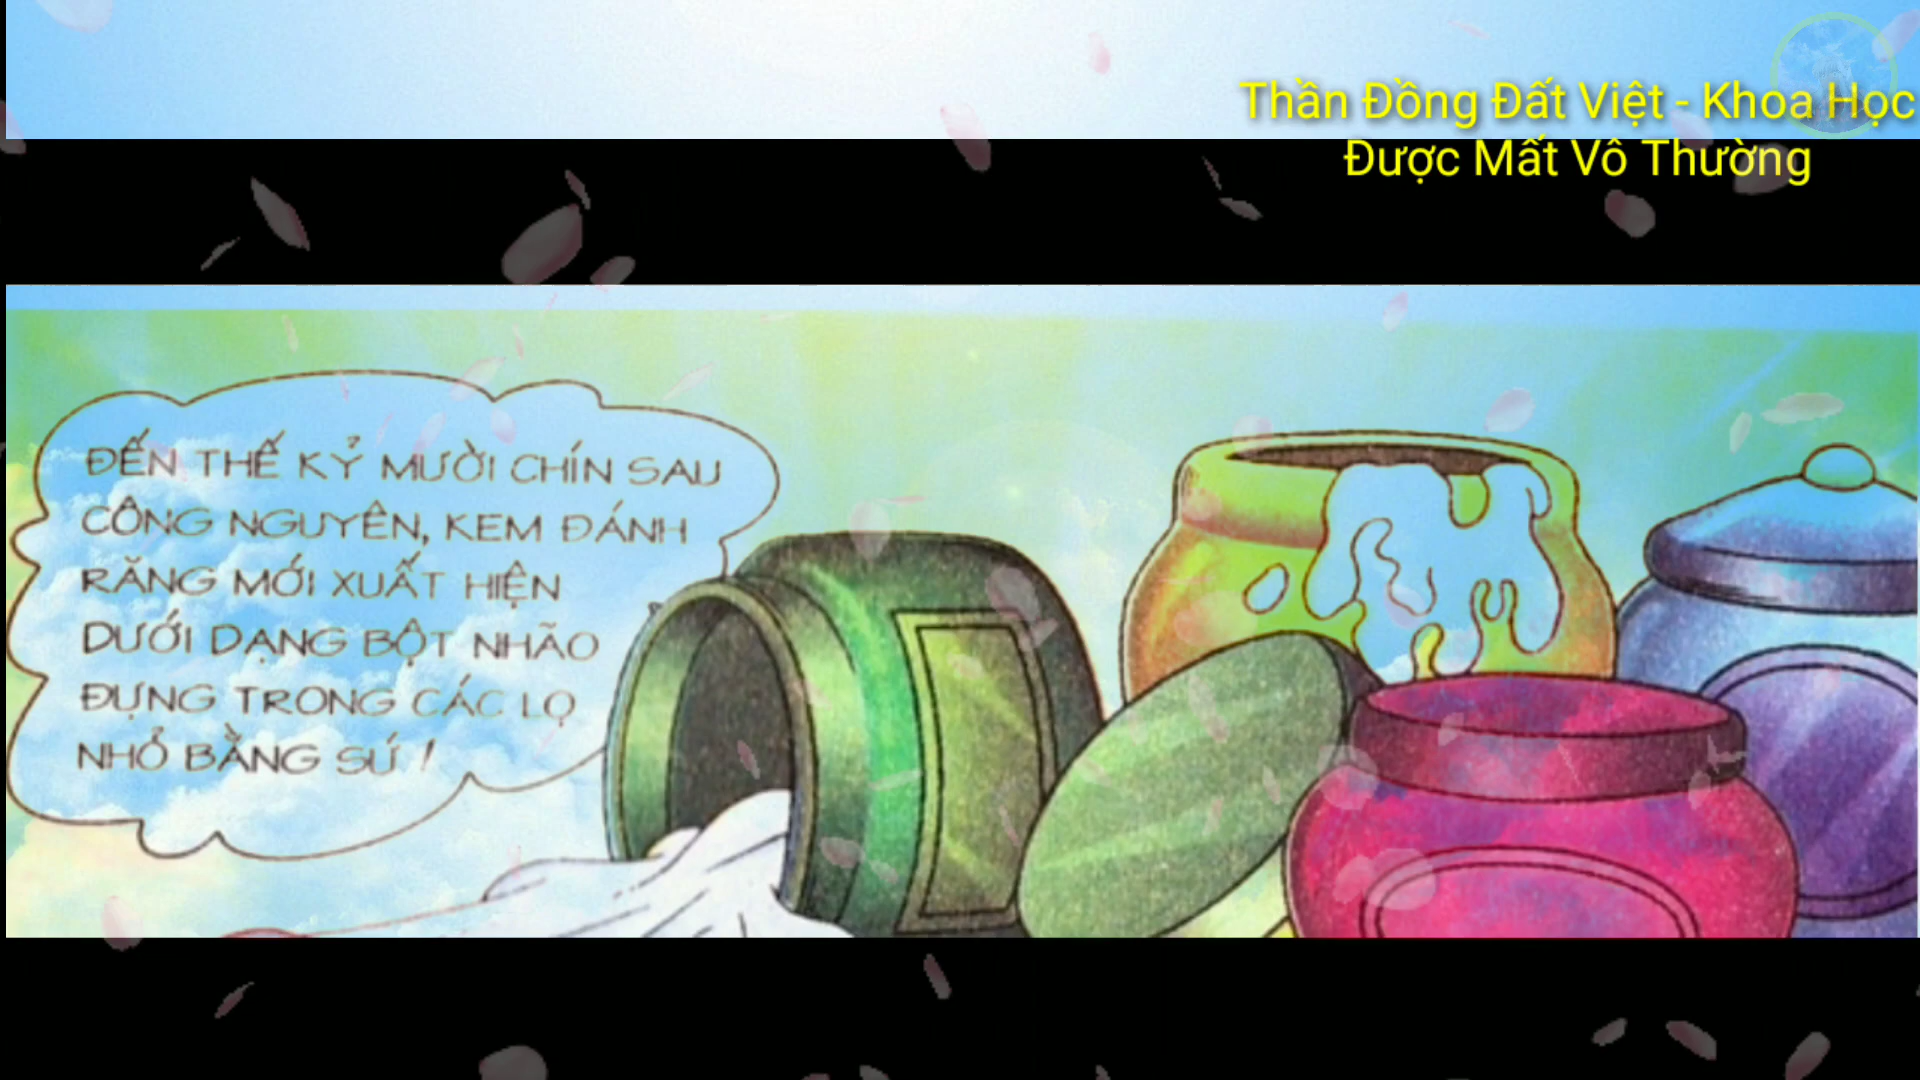 Thần Đồng Đất Việt - Khoa Học
Được Mất Vô Thường
ĐẾN THẾ KỶ MƯỜI CHÍN SAU
CÔNG NGUYÊN, KEM ĐÁNH
RĂNG MỚI XUẤT HIỆN
DƯỚI DẠNG BỘT NHÃO
ĐỰNG TRONG CÁC LỌ
NHỎ BẰNG SỨ !